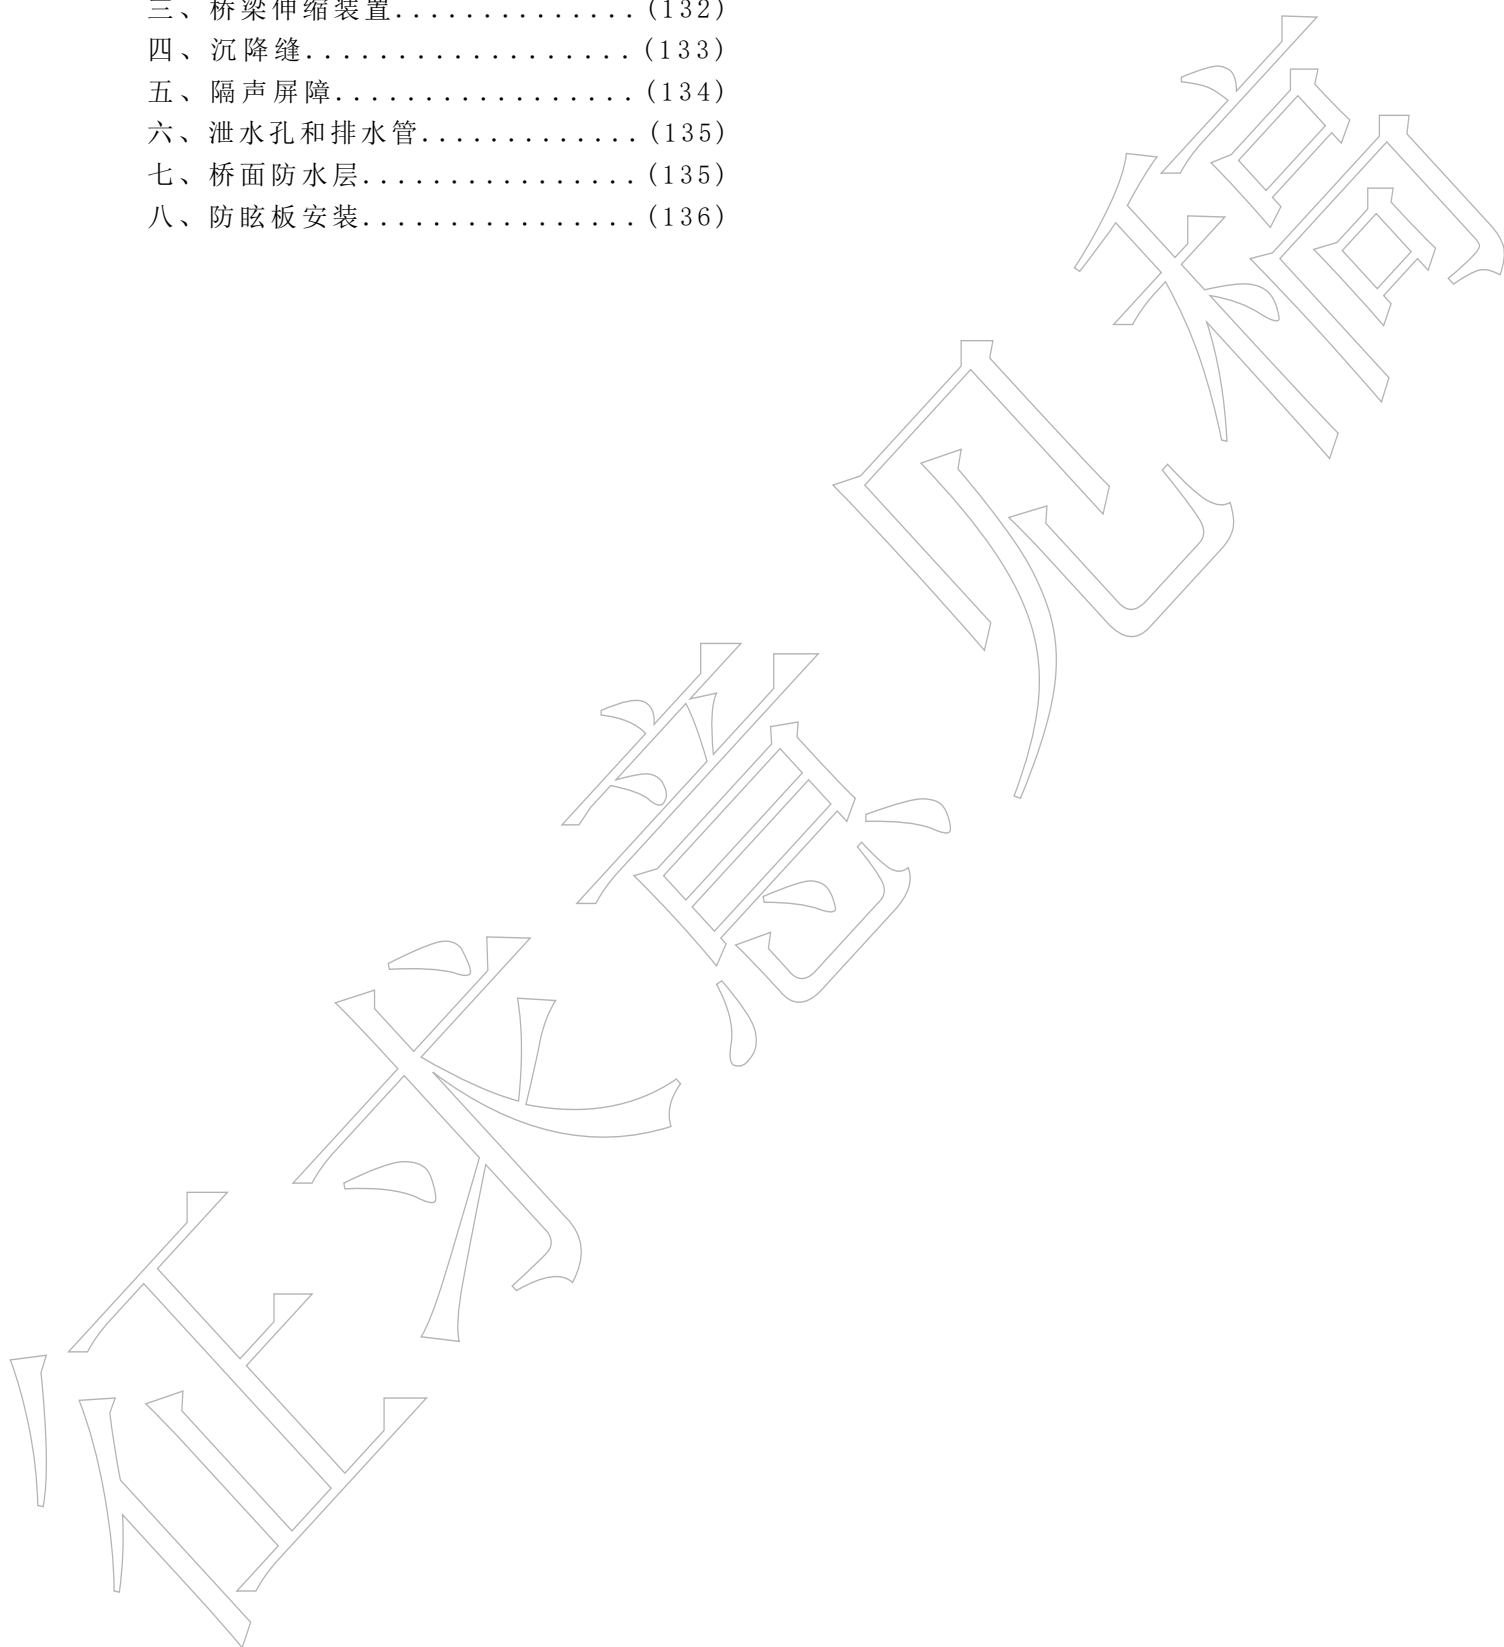 三、桥梁伸缩装置..............(132)
四、沉降缝...................(133)
五、隔声屏障.................(134)
六、泄水孔和排水管.............(135)
七、桥面防水层................(135)
八、防眩板安装................(136)
征求意见稿